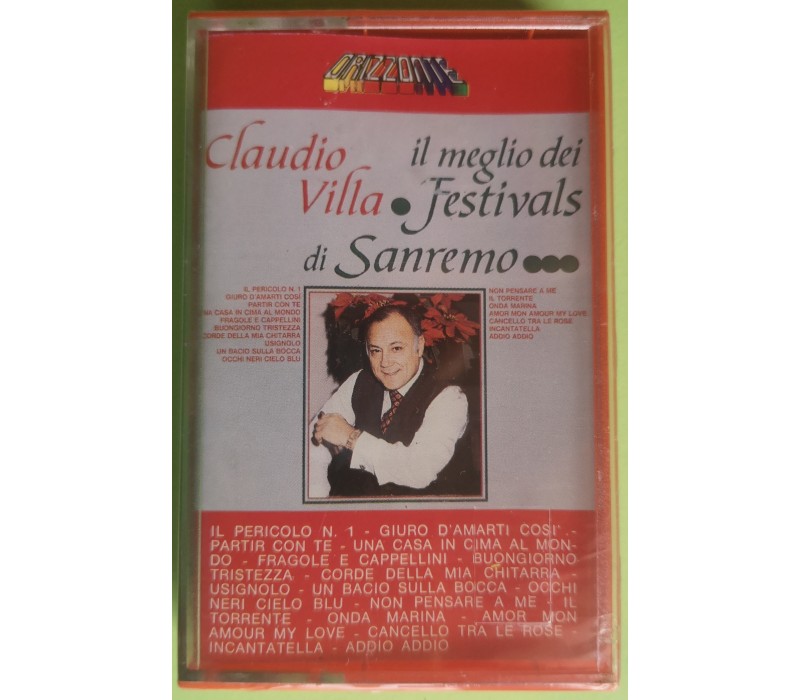 ORIZZONTE
Claudio
Villa •
il meglio dei
Festivals
di Sanremo •••
IL PERICOLO N. 1
GIURO D'AMARTI COSÌ
PARTIR CON TE
UNA CASA IN CIMA AL MONDO
FRAGOLE E CAPPELLINI
BUONGIORNO TRISTEZZA
CORDE DELLA MIA CHITARRA
USIGNOLO
UN BACIO SULLA BOCCA
OCCHI NERI CIELO BLU
NON PENSARE A ME
IL TORRENTE
ONDA MARINA
AMOR MON AMOUR MY LOVE
CANCELLO TRA LE ROSE
INCANTATELLA
ADDIO ADDIO
IL PERICOLO N. 1 - GIURO D'AMARTI COSI' -
PARTIR CON TE - UNA CASA IN CIMA AL MON-
DO - FRAGOLE E CAPPELLINI - BUONGIORNO
TRISTEZZA - CORDE DELLA MIA CHITARRA -
USIGNOLO - UN BACIO SULLA BOCCA - OCCHI
NERI CIELO BLU - NON PENSARE A ME - IL
TORRENTE - ONDA MARINA - AMOR MON
AMOUR MY LOVE - CANCELLO TRA LE ROSE -
INCANTATELLA - ADDIO ADDIO